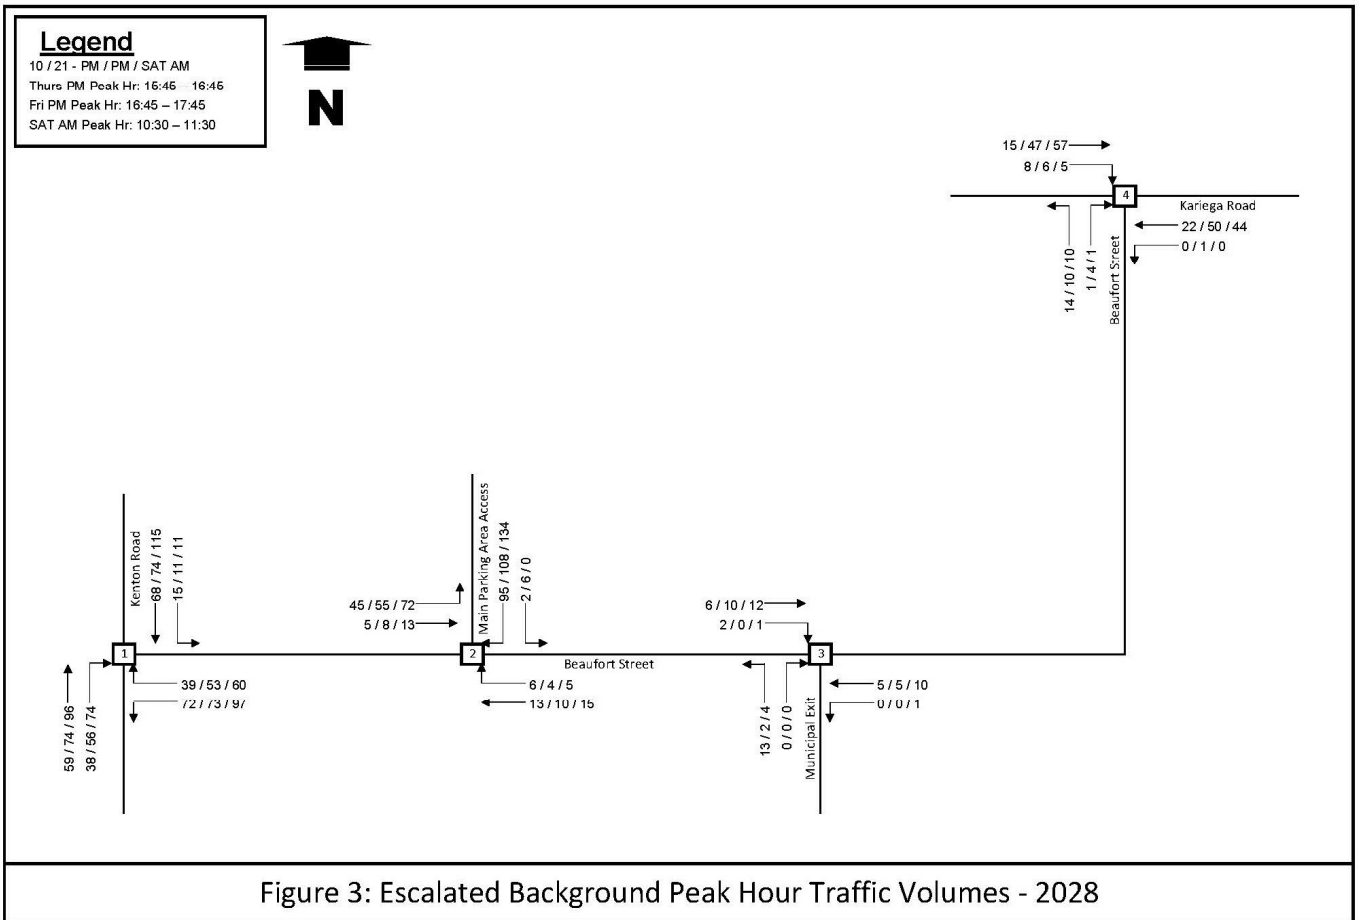 Legend
10 / 21 - PM / PM / SAT AM
Thurs PM Peak Hr: 15:45 – 16:45
Fri PM Peak Hr: 16:45 – 17:45
SAT AM Peak Hr: 10:30 – 11:30
N
15 / 47 / 57
8 / 6 / 5
4
Kariega Road
22 / 50 / 44
0 / 1 / 0
14 / 10 / 10
1 / 4 / 1
Beaufort Street
Kenton Road
68 / 74 / 115
15 / 11 / 11
45 / 55 / 72
5 / 8 / 13
Main Parking Area Access
95 / 108 / 134
2 / 6 / 0
6 / 10 / 12
2 / 0 / 1
1
2
3
Beaufort Street
39 / 53 / 60
72 / 73 / 97
59 / 74 / 96
38 / 56 / 74
6 / 4 / 5
13 / 10 / 15
13 / 2 / 4
0 / 0 / 0
Municipal Exit
5 / 5 / 10
0 / 0 / 1
Figure 3: Escalated Background Peak Hour Traffic Volumes - 2028